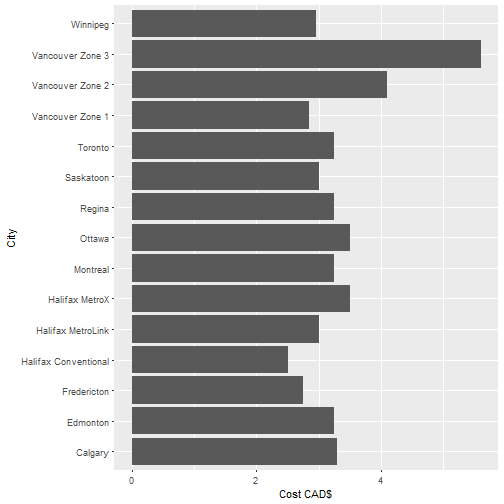 Winnipeg
Vancouver Zone 3
Vancouver Zone 2
Vancouver Zone 1
Toronto
Saskatoon
Regina
Ottawa
Montreal
Halifax MetroX
Halifax MetroLink
Halifax Conventional
Fredericton
Edmonton
Calgary
City
0 2 4
Cost CAD$